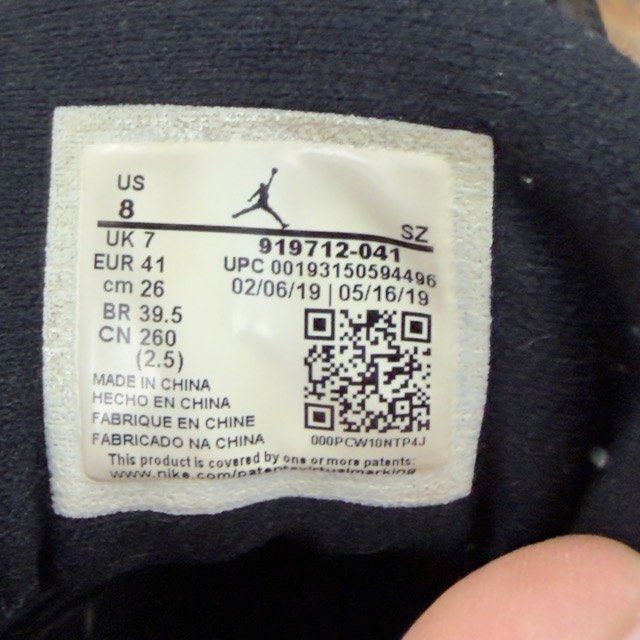 US
8
SZ
UK 7
919712-041
EUR 41
UPC 00193150594496
cm 26
02/06/19 | 05/16/19
BR 39.5
CN 260
(2.5)
MADE IN CHINA
HECHO EN CHINA
FABRIQUE EN CHINE
FABRICADO NA CHINA
000PCW10NTP4J
This product is covered by one or more patents: